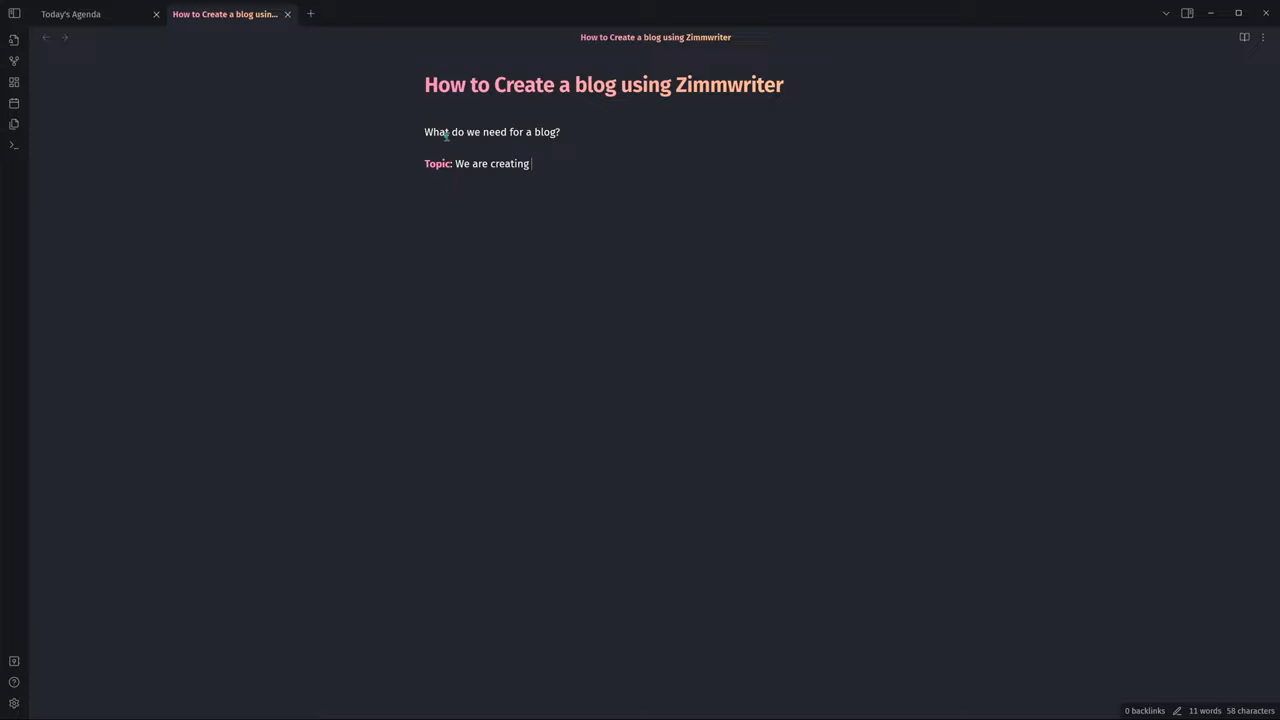 Today's Agenda
How to Create a blog usin...
How to Create a blog using Zimmwriter
How to Create a blog using Zimmwriter
What do we need for a blog?
Topic: We are creating
0 backlinks 11 words 58 characters